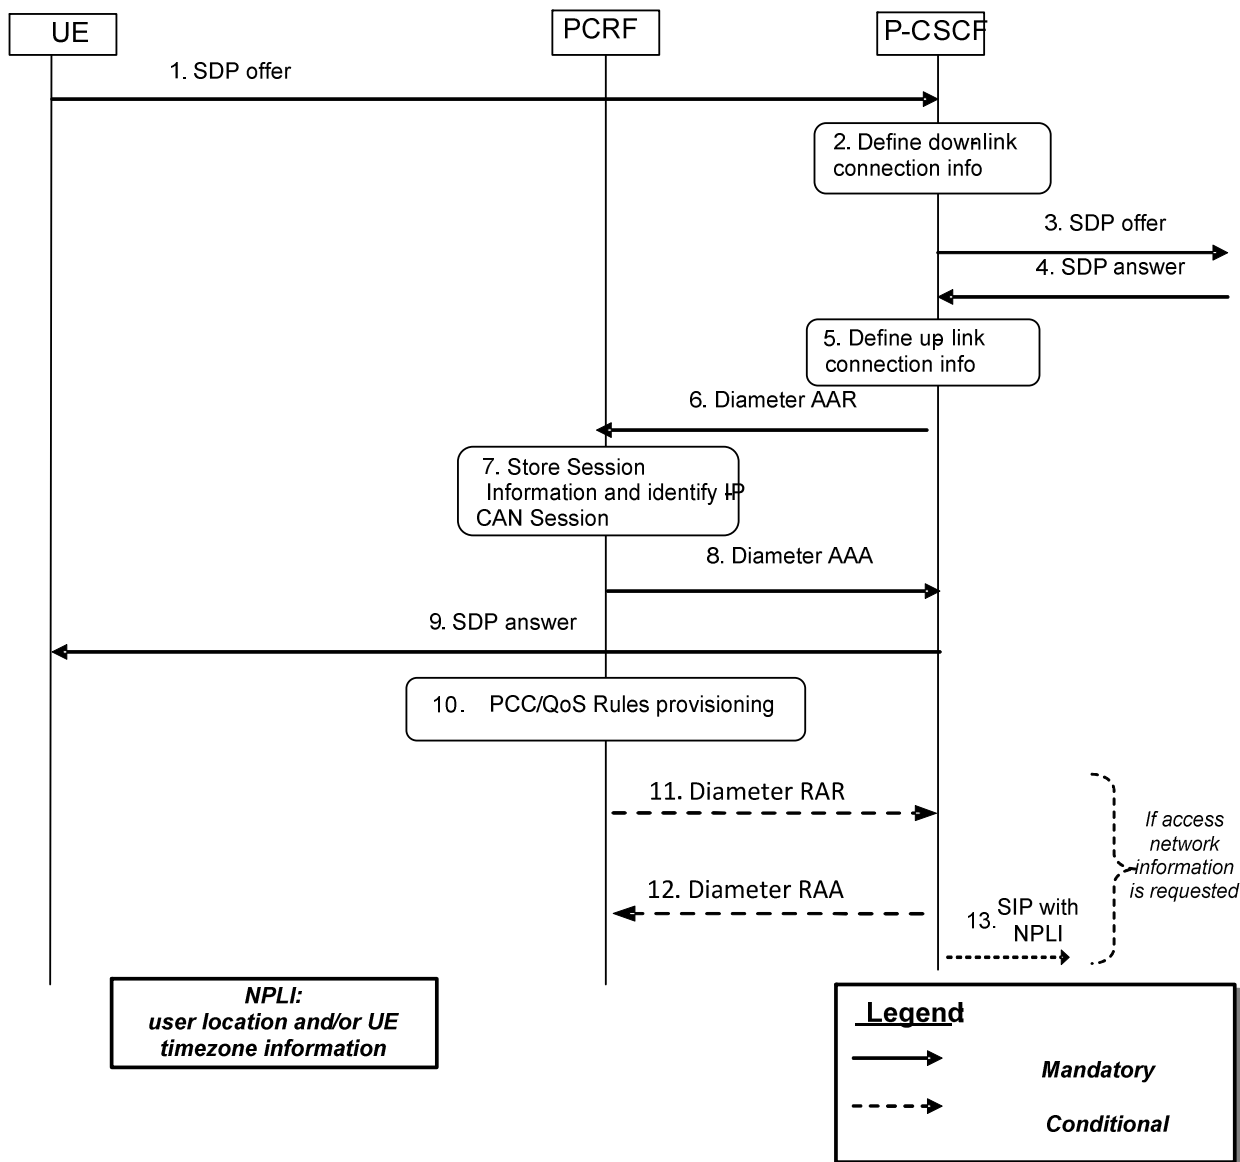 UE
PCRF
P-CSCF
1. SDP offer
2. Define downlink
connection info
3. SDP offer
4. SDP answer
5. Define up link
connection info
6. Diameter AAR
7. Store Session
Information and identify IP
CAN Session
8. Diameter AAA
9. SDP answer
10. PCC/QoS Rules provisioning
11. Diameter RAR
If access
network
information
is requested
12. Diameter RAA
13. SIP with
NPLI
NPLI:
user location and/or UE
timezone information
Legend:
Mandatory
Conditional